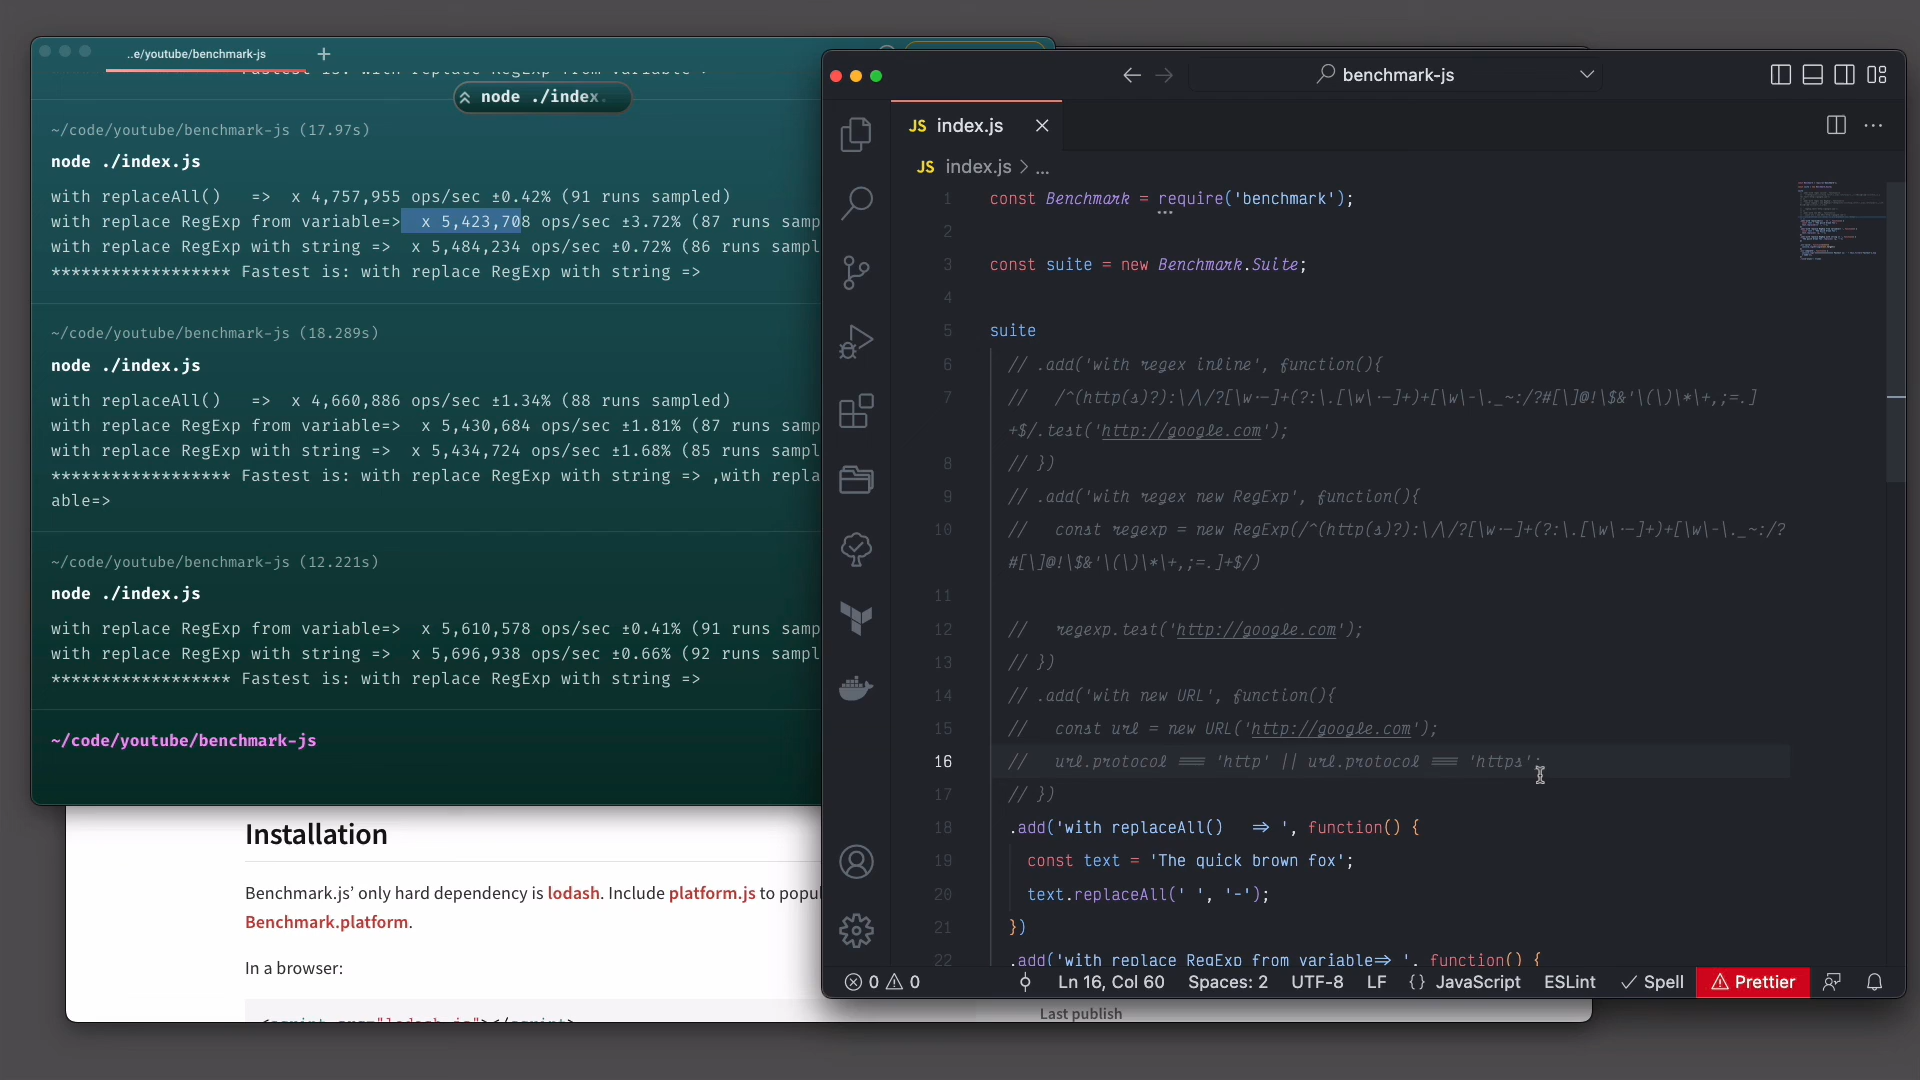 ..e/youtube/benchmark-js
node ./index.
~/code/youtube/benchmark-js (17.97s)
node ./index.js
with replaceAll()   =>  x 4,757,955 ops/sec ±0.42% (91 runs sampled)
with replace RegExp from variable=>  x 5,423,708 ops/sec ±3.72% (87 runs samp
with replace RegExp with string =>  x 5,484,234 ops/sec ±0.72% (86 runs sampl
****************** Fastest is: with replace RegExp with string =>
~/code/youtube/benchmark-js (18.289s)
node ./index.js
with replaceAll()   =>  x 4,660,886 ops/sec ±1.34% (88 runs sampled)
with replace RegExp from variable=>  x 5,430,684 ops/sec ±1.81% (87 runs samp
with replace RegExp with string =>  x 5,434,724 ops/sec ±1.68% (85 runs sampl
****************** Fastest is: with replace RegExp with string => ,with repla
able=>
~/code/youtube/benchmark-js (12.221s)
node ./index.js
with replace RegExp from variable=>  x 5,610,578 ops/sec ±0.41% (91 runs samp
with replace RegExp with string =>  x 5,696,938 ops/sec ±0.66% (92 runs sampl
****************** Fastest is: with replace RegExp with string =>
~/code/youtube/benchmark-js
Installation
Benchmark.js’ only hard dependency is lodash. Include platform.js to popul
Benchmark.platform.
In a browser:
Last publish
benchmark-js
JS index.js
JS index.js > ...
1 const Benchmark = require('benchmark');
2
3 const suite = new Benchmark.Suite;
4
5 suite
6 // .add('with regex inline', function(){
7 //   /^(http(s)?):\/\/?[\w.-]+(?:\.[\w\.-]+)+[\w\-\._~:/?#[\]@!\$&'\(\)\*\+,;=.]
+$/.test('http://google.com');
8 // })
9 // .add('with regex new RegExp', function(){
10 //   const regexp = new RegExp(/^(http(s)?):\/\/?[\w.-]+(?:\.[\w\.-]+)+[\w\-\._~:/?
#[\]@!\$&'\(\)\*\+,;=.]+$/)
11
12 //   regexp.test('http://google.com');
13 // })
14 // .add('with new URL', function(){
15 //   const url = new URL('http://google.com');
16 //   url.protocol === 'http' || url.protocol === 'https';
17 // })
18 .add('with replaceAll()   => ', function() {
19 const text = 'The quick brown fox';
20 text.replaceAll(' ', '-');
21 })
22 .add('with replace RegExp from variable=> ', function() {
0 0 Ln 16, Col 60 Spaces: 2 UTF-8 LF {} JavaScript ESLint Spell Prettier